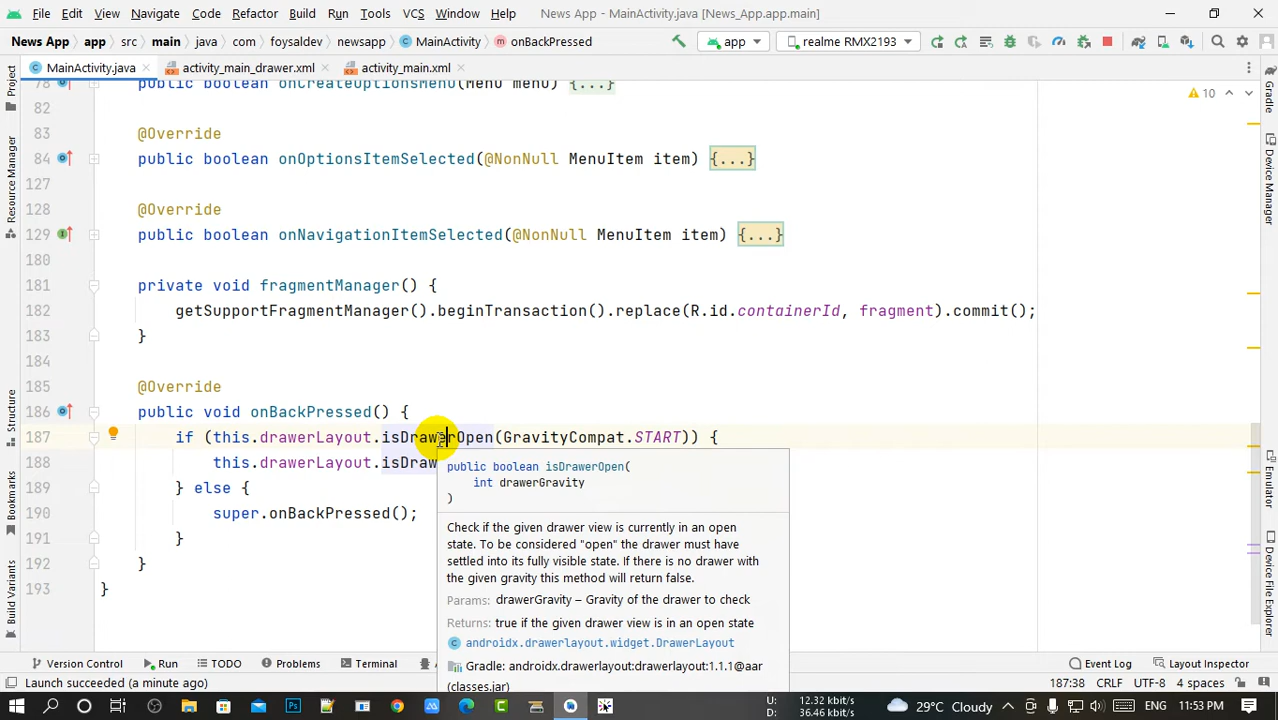 File Edit View Navigate Code Refactor Build Run Tools VCS Window Help News App - MainActivity.java [News_App.app.main]
News App app src main java com foysaldev newsapp MainActivity onBackPressed app realme RMX2193
MainActivity.java activity_main_drawer.xml activity_main.xml
Project
Resource Manager
Structure
Bookmarks
Build Variants
78 public boolean onCreateOptionsMenu(Menu menu) {...}
10
82
83 @Override
84 public boolean onOptionsItemSelected(@NonNull MenuItem item) {...}
127
128 @Override
129 public boolean onNavigationItemSelected(@NonNull MenuItem item) {...}
180
181 private void fragmentManager() {
182 getSupportFragmentManager().beginTransaction().replace(R.id.containerId, fragment).commit();
183 }
184
185 @Override
186 public void onBackPressed() {
187 if (this.drawerLayout.isDrawerOpen(GravityCompat.START)) {
188 this.drawerLayout.isDraw
189 } else {
190 super.onBackPressed();
191 }
192 }
193 }
public boolean isDrawerOpen(
int drawerGravity
)
Check if the given drawer view is currently in an open
state. To be considered "open" the drawer must have
settled into its fully visible state. If there is no drawer with
the given gravity this method will return false.
Params: drawerGravity – Gravity of the drawer to check
Returns: true if the given drawer view is in an open state
androidx.drawerlayout.widget.DrawerLayout
Gradle: androidx.drawerlayout:drawerlayout:1.1.1@aar
(classes.jar)
Gradle
Device Manager
Emulator
Device File Explorer
Version Control Run TODO Problems Terminal Event Log Layout Inspector
Launch succeeded (a minute ago) 187:38 CRLF UTF-8 4 spaces
U: 12.32 kbit/s
D: 36.46 kbit/s
29°C Cloudy ENG 11:53 PM